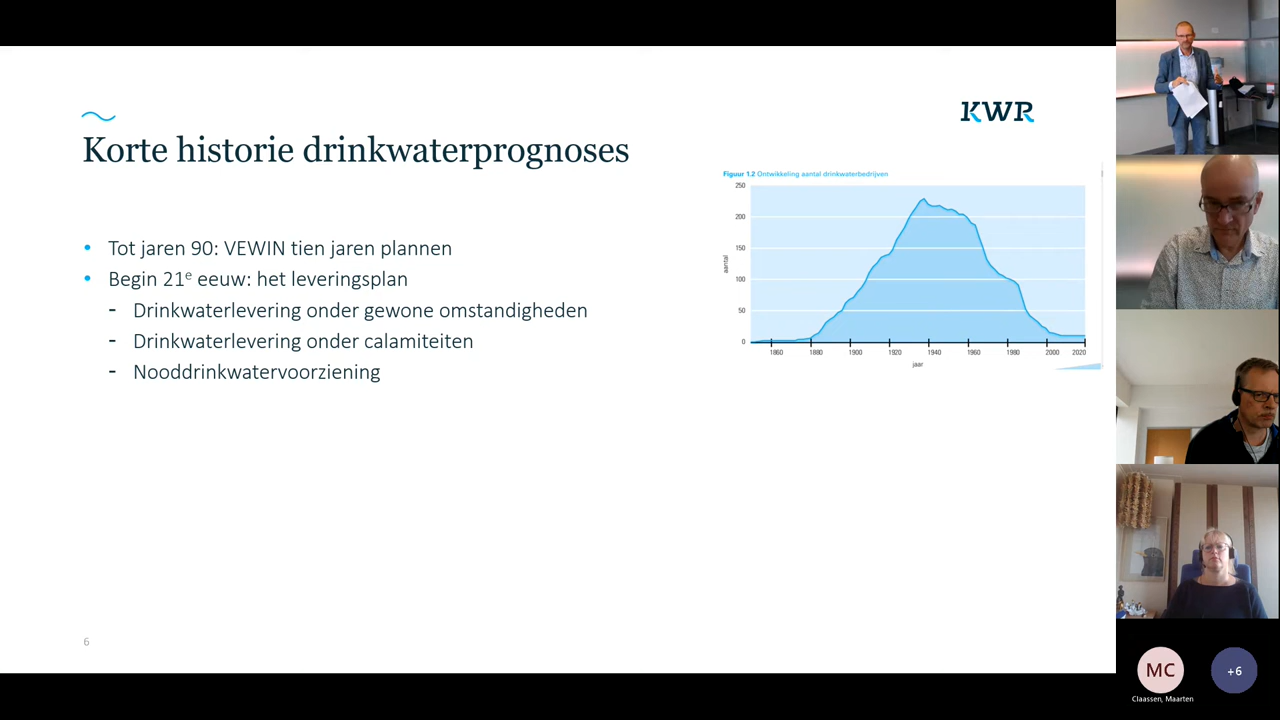 KWR
Korte historie drinkwaterprognoses
• Tot jaren 90: VEWIN tien jaren plannen
• Begin 21e eeuw: het leveringsplan
- Drinkwaterlevering onder gewone omstandigheden
- Drinkwaterlevering onder calamiteiten
- Nooddrinkwatervoorziening
Figuur 1.2 Ontwikkeling aantal drinkwaterbedrijven
250
200
150
100
50
0
aantal
1860 1880 1900 1920 1940 1960 1980 2000 2020
jaar
6
MC
+6
Claassen, Maarten